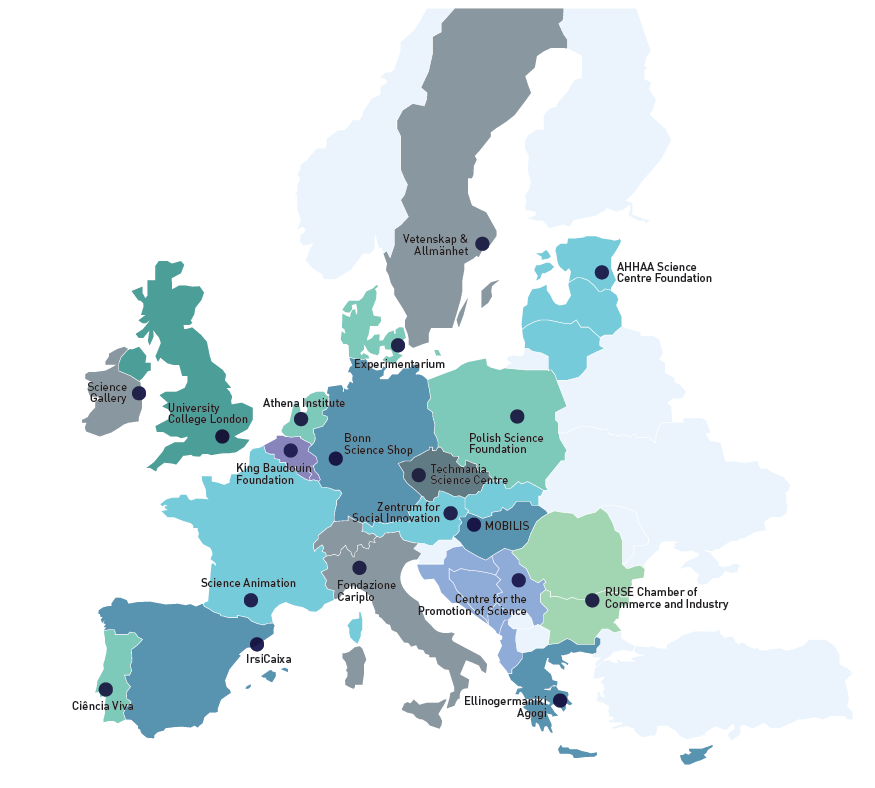 Vetenskap &
Allmänhet
AHHAA Science
Centre Foundation
Experimentarium
Science
Gallery
University
College London
Athena Institute
Bonn
Science Shop
Polish Science
Foundation
King Baudouin
Foundation
Techmania
Science Centre
Zentrum for
Social Innovation
MOBILIS
Science Animation
Fondazione
Cariplo
Centre for the
Promotion of Science
RUSE Chamber of
Commerce and Industry
IrsiCaixa
Ciência Viva
Ellinogermaniki
Agogi